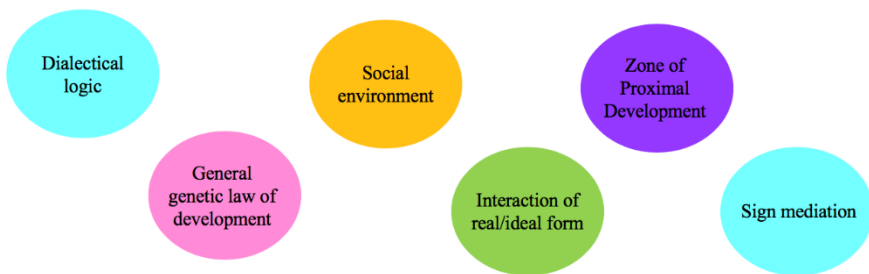 Dialectical
logic
Social
environment
Zone of
Proximal
Development
General
genetic law of
development
Interaction of
real/ideal form
Sign mediation